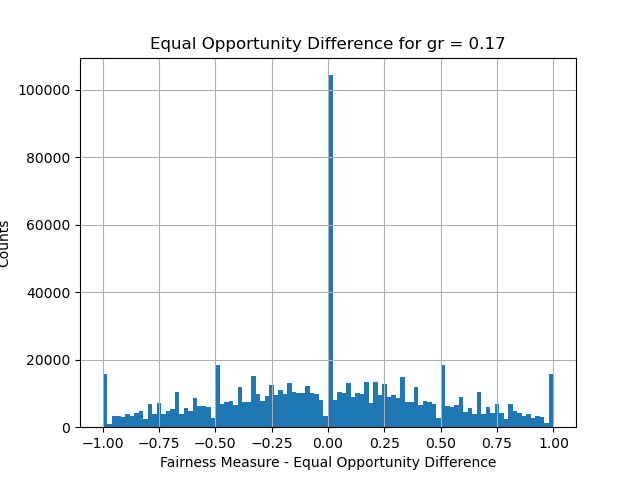 Equal Opportunity Difference for gr = 0.17
100000
80000
60000
40000
20000
0
Counts
−1.00 −0.75 −0.50 −0.25 0.00 0.25 0.50 0.75 1.00
Fairness Measure - Equal Opportunity Difference